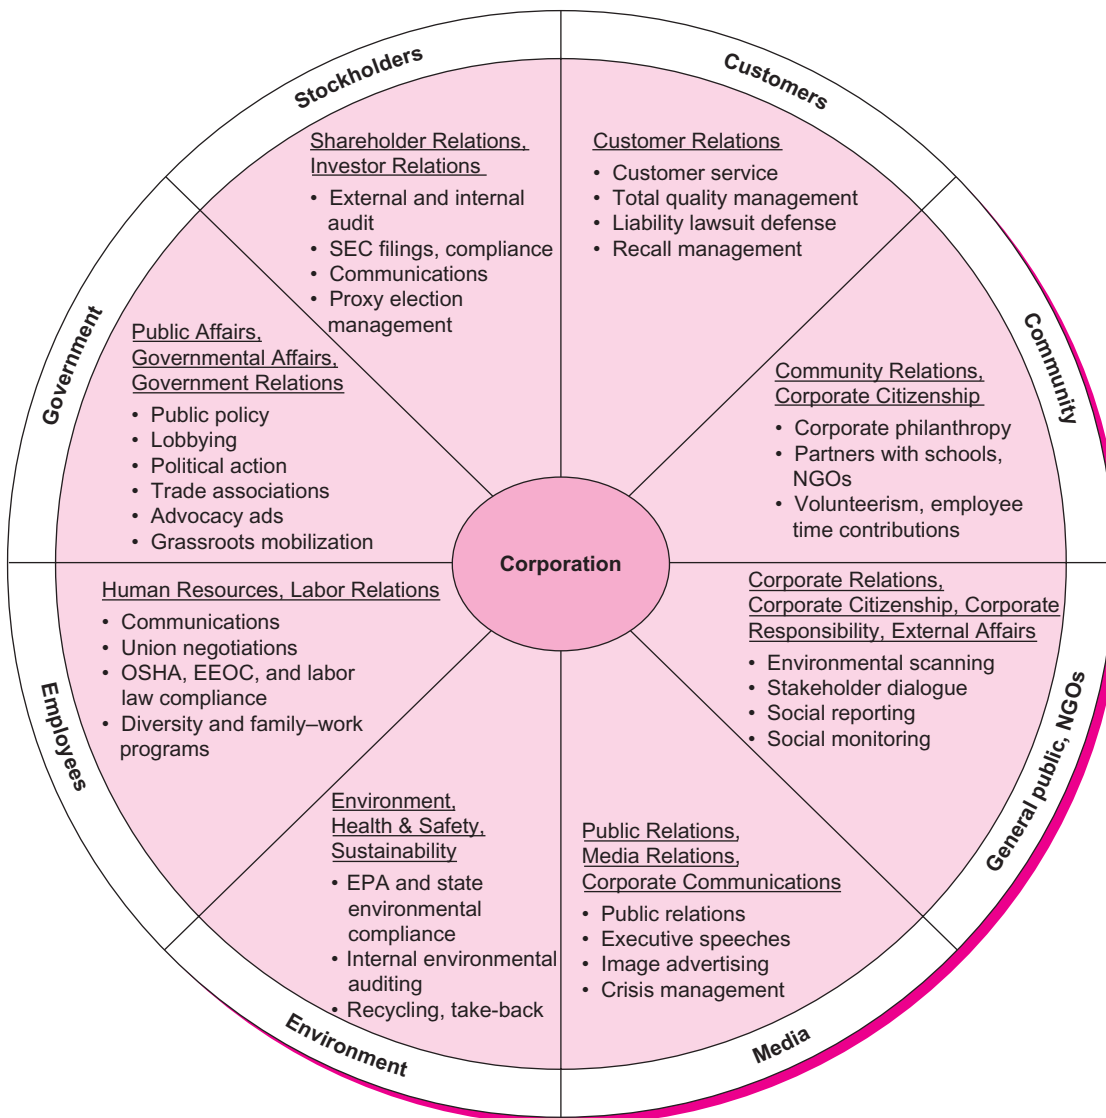 Stockholders
Shareholder Relations,
Investor Relations
• External and internal
audit
• SEC filings, compliance
• Communications
• Proxy election
management
Customers
Customer Relations
• Customer service
• Total quality management
• Liability lawsuit defense
• Recall management
Community
Community Relations,
Corporate Citizenship
• Corporate philanthropy
• Partners with schools,
NGOs
• Volunteerism, employee
time contributions
General public, NGOs
Corporate Relations,
Corporate Citizenship, Corporate
Responsibility, External Affairs
• Environmental scanning
• Stakeholder dialogue
• Social reporting
• Social monitoring
Media
Public Relations,
Media Relations,
Corporate Communications
• Public relations
• Executive speeches
• Image advertising
• Crisis management
Environment
Environment,
Health & Safety,
Sustainability
• EPA and state
environmental
compliance
• Internal environmental
auditing
• Recycling, take-back
Employees
Human Resources, Labor Relations
• Communications
• Union negotiations
• OSHA, EEOC, and labor
law compliance
• Diversity and family–work
programs
Government
Public Affairs,
Governmental Affairs,
Government Relations
• Public policy
• Lobbying
• Political action
• Trade associations
• Advocacy ads
• Grassroots mobilization
Corporation